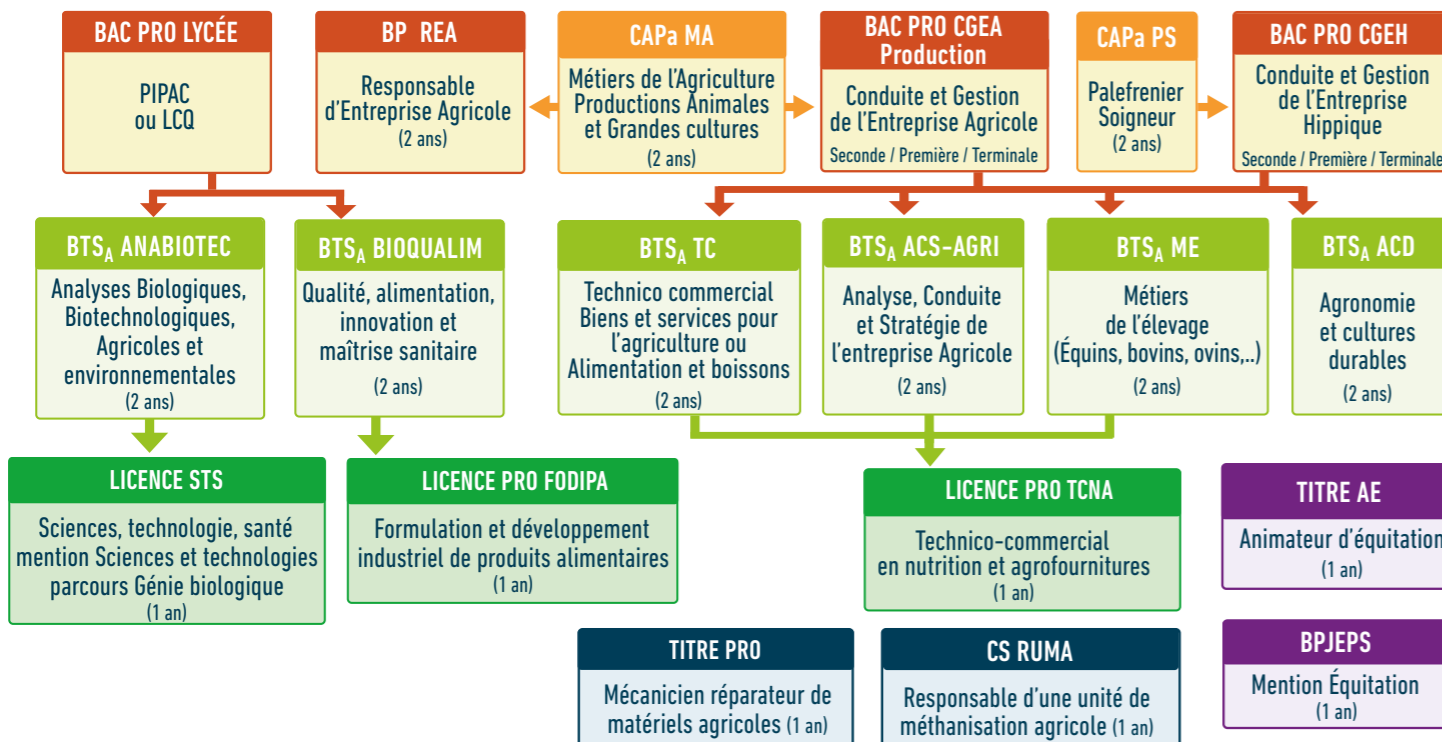 BAC PRO LYCÉE
PIPAC
ou LCQ
BP REA
Responsable
d'Entreprise Agricole
(2 ans)
CAPa MA
Métiers de l'Agriculture
Productions Animales
et Grandes cultures
(2 ans)
BAC PRO CGEA
Production
Conduite et Gestion
de l'Entreprise Agricole
Seconde / Première / Terminale
CAPa PS
Palefrenier
Soigneur
(2 ans)
BAC PRO CGEH
Conduite et Gestion
de l'Entreprise
Hippique
Seconde / Première / Terminale
BTSA ANABIOTEC
Analyses Biologiques,
Biotechnologiques,
Agricoles et
environnementales
(2 ans)
BTSA BIOQUALIM
Qualité, alimentation,
innovation et
maîtrise sanitaire
(2 ans)
BTSA TC
Technico commercial
Biens et services pour
l'agriculture ou
Alimentation et boissons
(2 ans)
BTSA ACS-AGRI
Analyse, Conduite
et Stratégie de
l'entreprise Agricole
(2 ans)
BTSA ME
Métiers
de l'élevage
(Équins, bovins, ovins,..)
(2 ans)
BTSA ACD
Agronomie
et cultures
durables
(2 ans)
LICENCE STS
Sciences, technologie, santé
mention Sciences et technologies
parcours Génie biologique
(1 an)
LICENCE PRO FODIPA
Formulation et développement
industriel de produits alimentaires
(1 an)
LICENCE PRO TCNA
Technico-commercial
en nutrition et agrofournitures
(1 an)
TITRE AE
Animateur d'équitation
(1 an)
TITRE PRO
Mécanicien réparateur de
matériels agricoles (1 an)
CS RUMA
Responsable d'une unité de
méthanisation agricole (1 an)
BPJEPS
Mention Équitation
(1 an)